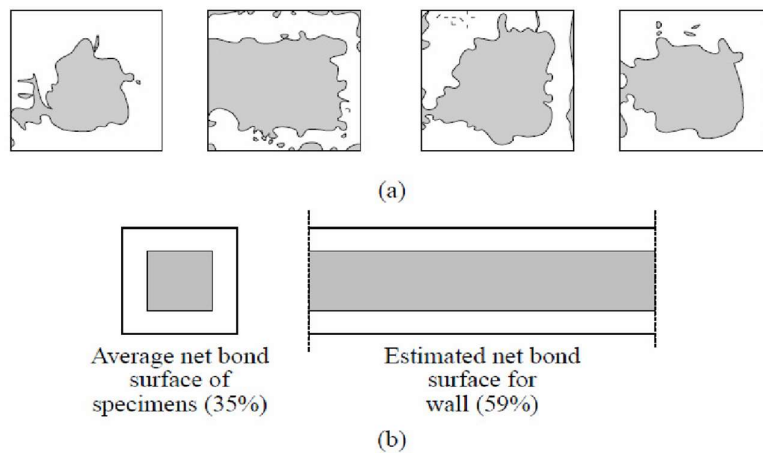 (a)
Average net bond
surface of
specimens (35%)
Estimated net bond
surface for
wall (59%)
(b)